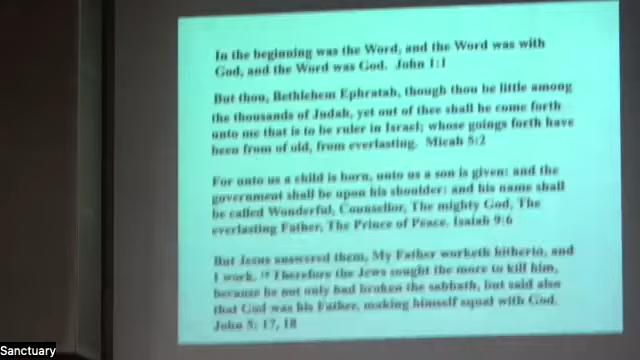 In the beginning was the Word, and the Word was with
God, and the Word was God. John 1:1
But thou, Bethlehem Ephratah, though thou be little among
the thousands of Judah, yet out of thee shall he come forth
unto me that is to be ruler in Israel; whose goings forth have
been from of old, from everlasting. Micah 5:2
For unto us a child is born, unto us a son is given: and the
government shall be upon his shoulder: and his name shall
be called Wonderful, Counsellor, The mighty God, The
everlasting Father, The Prince of Peace. Isaiah 9:6
But Jesus answered them, My Father worketh hitherto, and
I work. 18 Therefore the Jews sought the more to kill him,
because he not only had broken the sabbath, but said also
that God was his Father, making himself equal with God.
John 5: 17, 18
Sanctuary